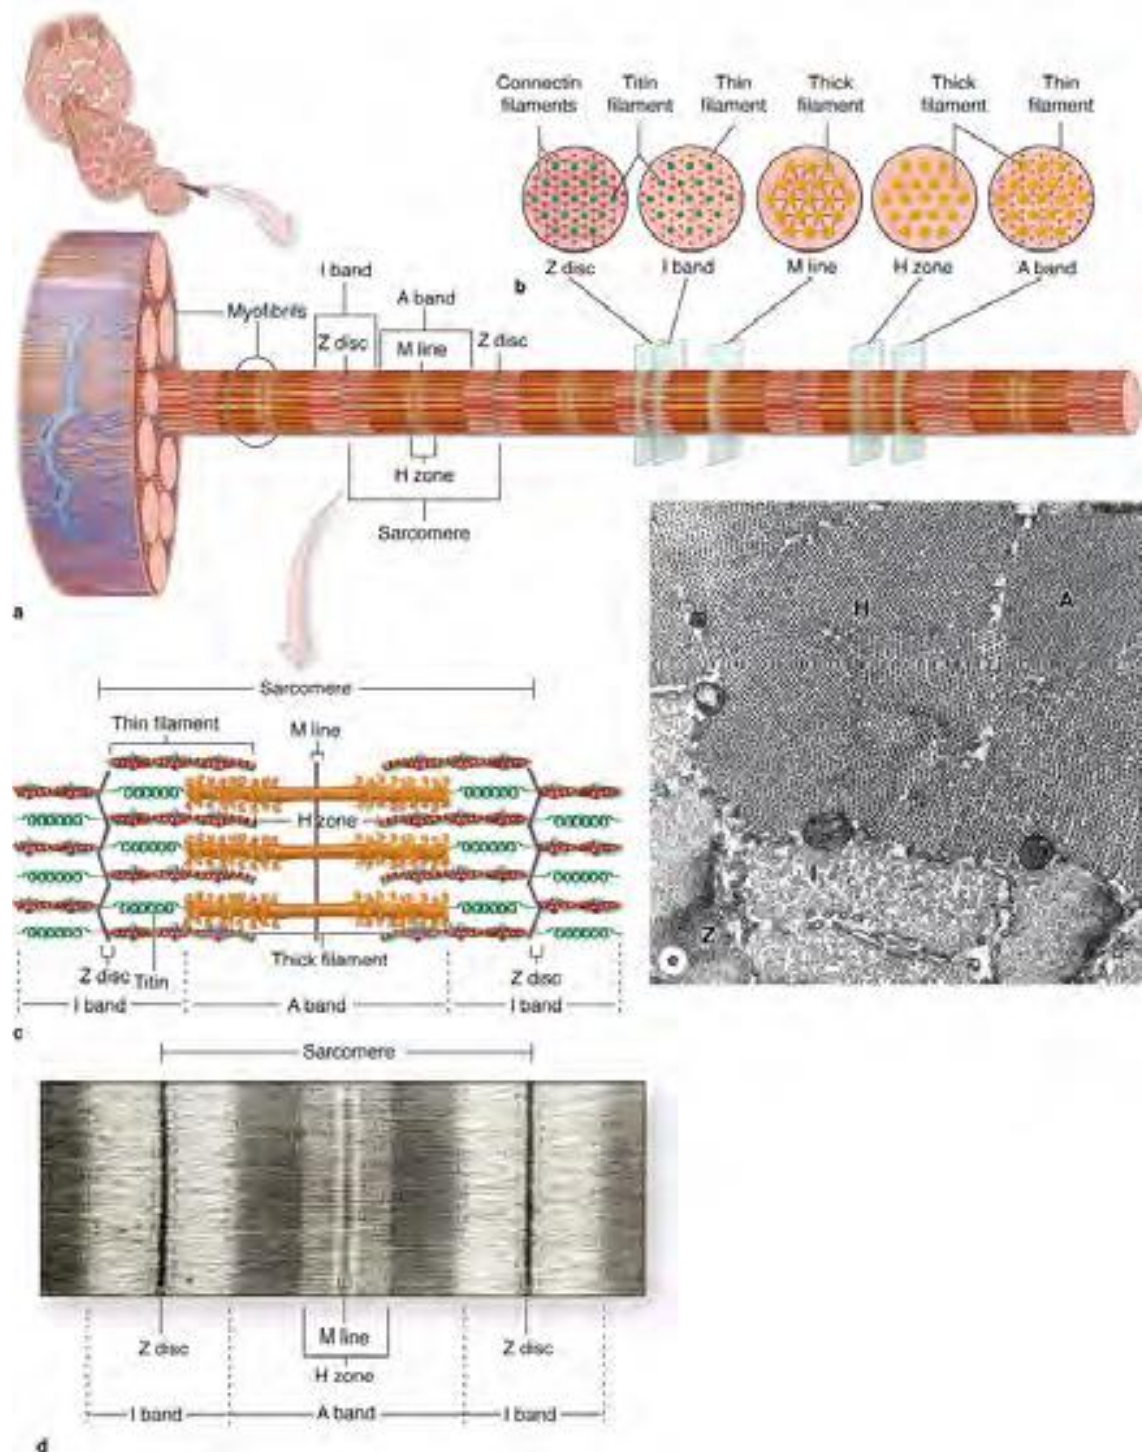 Connectin
filaments
Titin
filament
Thin
filament
Thick
filament
Thick
filament
Thin
filament
Z disc
I band
M line
H zone
A band
b
I band
A band
Myofibrils
Z disc
M line
Z disc
H zone
Sarcomere
a
H
A
I
Z
e
Sarcomere
Thin filament
M line
H zone
Thick filament
Z disc
Titin
Z disc
I band
A band
I band
c
Sarcomere
Z disc
M line
Z disc
H zone
I band
A band
I band
d